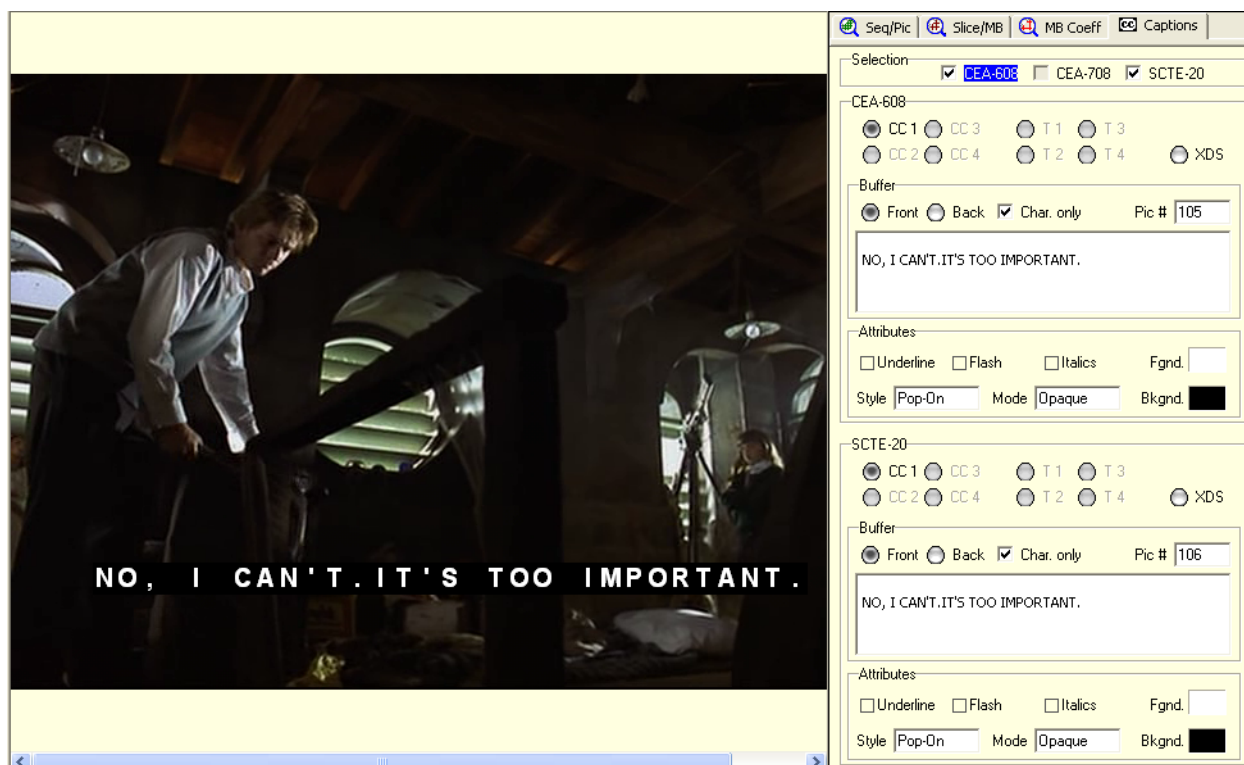 Seq/Pic Slice/MB MB Coeff cc Captions
Selection
CEA-608 CEA-708 SCTE-20
CEA-608
CC 1 CC 3 T 1 T 3
CC 2 CC 4 T 2 T 4 XDS
Buffer
Front Back Char. only Pic # 105
NO, I CAN'T.IT'S TOO IMPORTANT.
Attributes
Underline Flash Italics Fgnd.
Style Pop-On Mode Opaque Bkgnd.
SCTE-20
CC 1 CC 3 T 1 T 3
CC 2 CC 4 T 2 T 4 XDS
Buffer
Front Back Char. only Pic # 106
NO, I CAN'T.IT'S TOO IMPORTANT.
Attributes
Underline Flash Italics Fgnd.
Style Pop-On Mode Opaque Bkgnd.
NO, I CAN'T.IT'S TOO IMPORTANT.